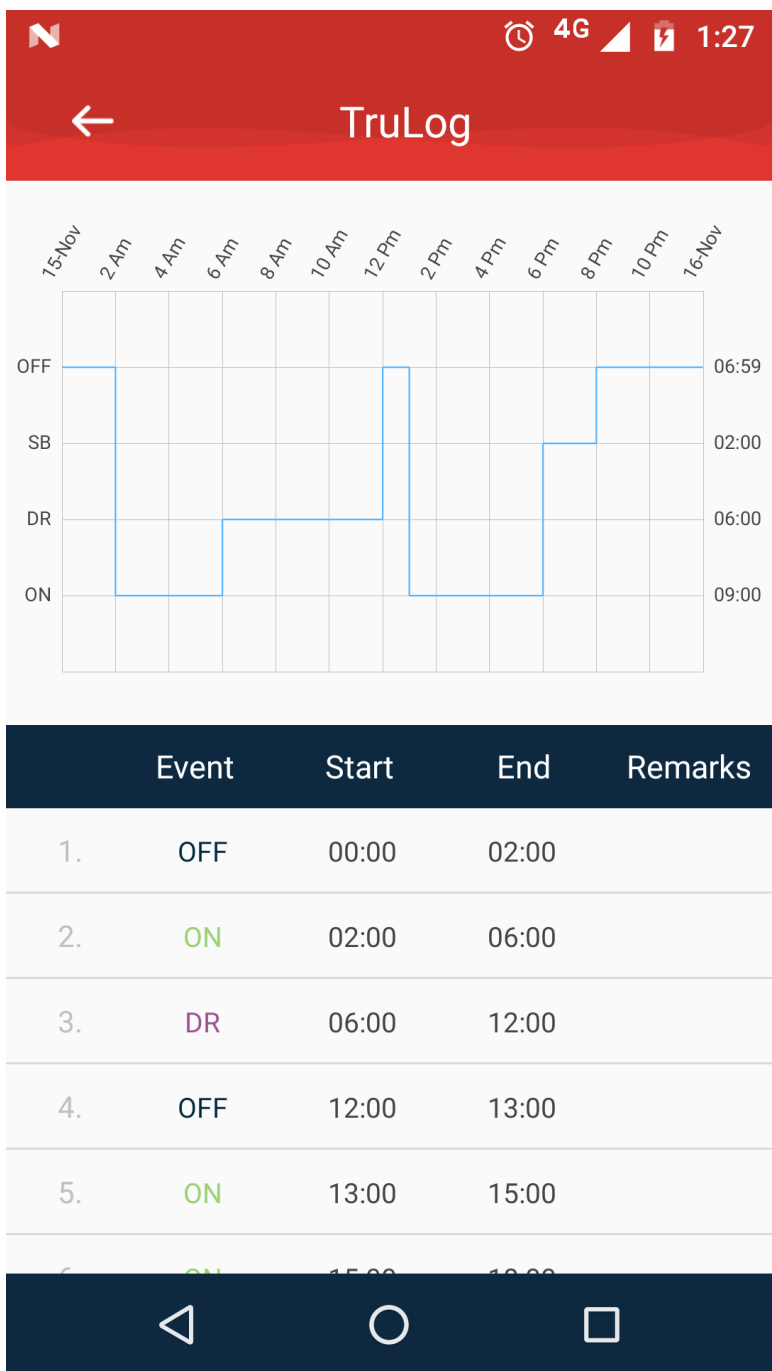 4G 1:27
TruLog
15-Nov 2 Am 4 Am 6 Am 8 Am 10 Am 12 Pm 2 Pm 4 Pm 6 Pm 8 Pm 10 Pm 16-Nov
OFF 06:59
SB 02:00
DR 06:00
ON 09:00
Event Start End Remarks
1. OFF 00:00 02:00
2. ON 02:00 06:00
3. DR 06:00 12:00
4. OFF 12:00 13:00
5. ON 13:00 15:00